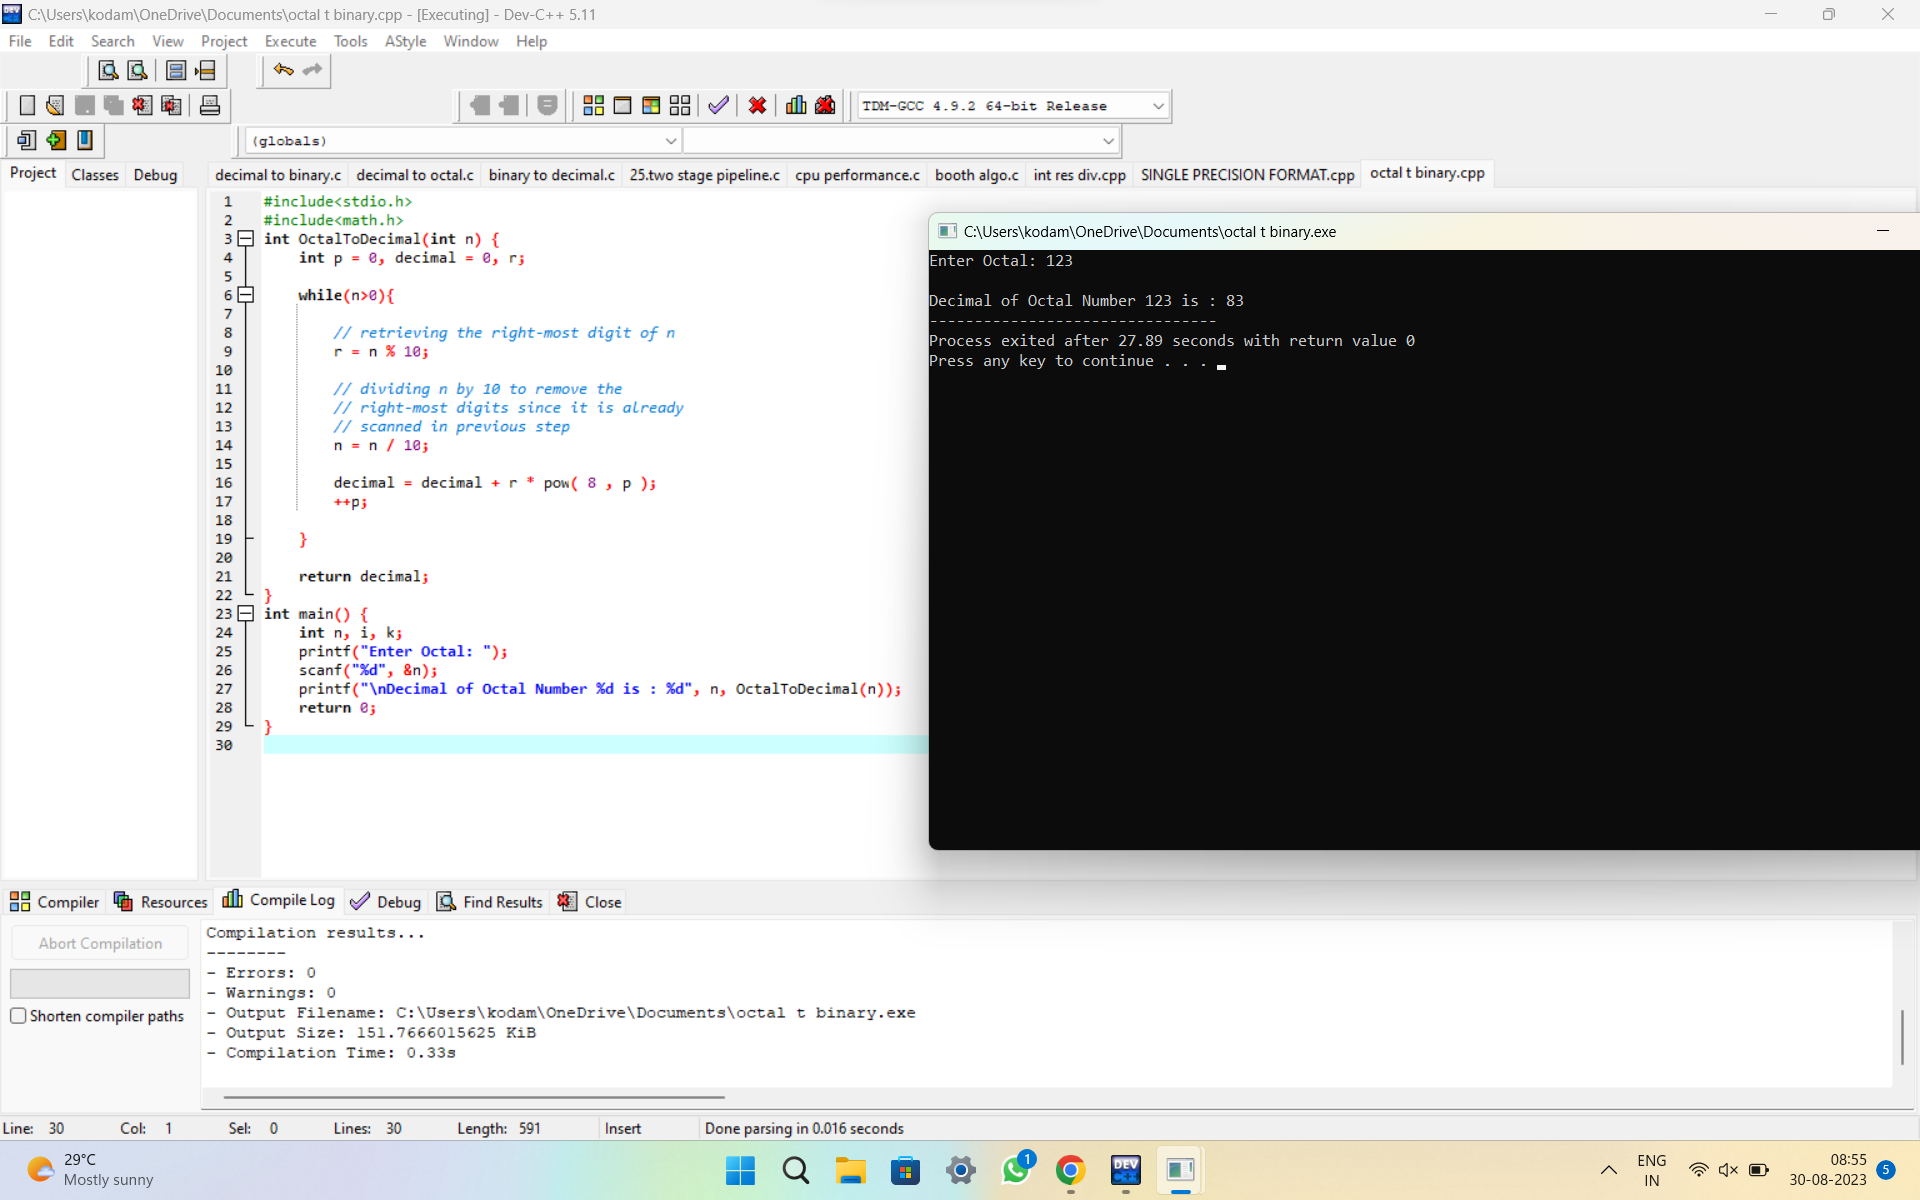 C:\Users\kodam\OneDrive\Documents\octal t binary.cpp - [Executing] - Dev-C++ 5.11
File Edit Search View Project Execute Tools AStyle Window Help
TDM-GCC 4.9.2 64-bit Release
(globals)
Project Classes Debug
decimal to binary.c decimal to octal.c binary to decimal.c 25.two stage pipeline.c cpu performance.c booth algo.c int res div.cpp SINGLE PRECISION FORMAT.cpp octal t binary.cpp
1 #include<stdio.h>
2 #include<math.h>
3 int OctalToDecimal(int n) {
4 int p = 0, decimal = 0, r;
5
6 while(n>0){
7
8 // retrieving the right-most digit of n
9 r = n % 10;
10
11 // dividing n by 10 to remove the
12 // right-most digits since it is already
13 // scanned in previous step
14 n = n / 10;
15
16 decimal = decimal + r * pow( 8 , p );
17 ++p;
18
19 }
20
21 return decimal;
22 }
23 int main() {
24 int n, i, k;
25 printf("Enter Octal: ");
26 scanf("%d", &n);
27 printf("\nDecimal of Octal Number %d is : %d", n, OctalToDecimal(n));
28 return 0;
29 }
30
C:\Users\kodam\OneDrive\Documents\octal t binary.exe
Enter Octal: 123
Decimal of Octal Number 123 is : 83
--------------------------------
Process exited after 27.89 seconds with return value 0
Press any key to continue . . .
Compiler Resources Compile Log Debug Find Results Close
Abort Compilation
Shorten compiler paths
Compilation results...
--------
- Errors: 0
- Warnings: 0
- Output Filename: C:\Users\kodam\OneDrive\Documents\octal t binary.exe
- Output Size: 151.7666015625 KiB
- Compilation Time: 0.33s
Line: 30 Col: 1 Sel: 0 Lines: 30 Length: 591 Insert Done parsing in 0.016 seconds
29°C
Mostly sunny
1
DEV
C++
ENG
IN
08:55
30-08-2023
5